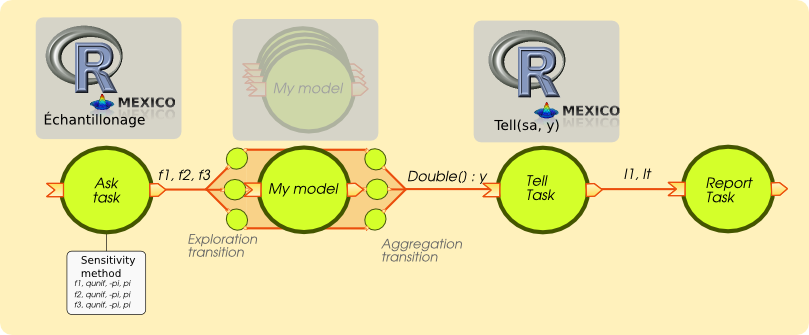 R
MEXICO
Échantillonage
My model
R
MEXICO
Tell(sa, y)
Ask
task
f1, f2, f3
My model
Double() : y
Tell
Task
I1, It
Report
Task
Exploration
transition
Aggregation
transition
Sensitivity
method
f1, qunif, -pi, pi
f2, qunif, -pi, pi
f3, qunif, -pi, pi